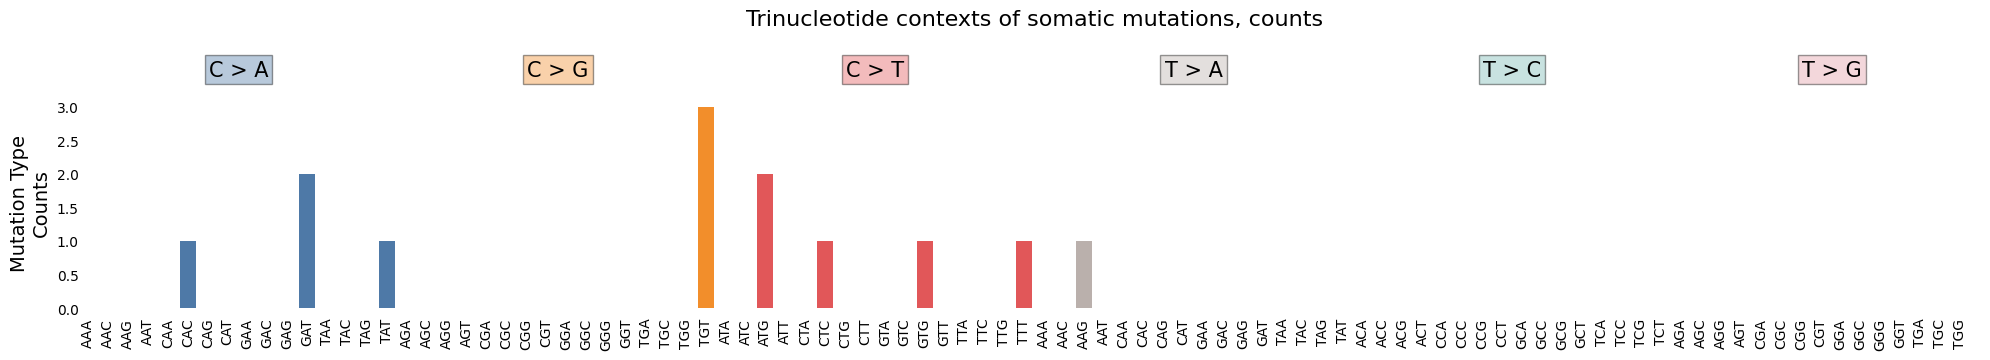 Trinucleotide contexts of somatic mutations, counts
C > A C > G C > T T > A T > C T > G
Mutation Type
Counts
3.0
2.5
2.0
1.5
1.0
0.5
0.0
AAA AAC AAG AAT CAA CAC CAG CAT GAA GAC GAG GAT TAA TAC TAG TAT AGA AGC AGG AGT CGA CGC CGG CGT GGA GGC GGG GGT TGA TGC TGG TGT ATA ATC ATG ATT CTA CTC CTG CTT GTA GTC GTG GTT TTA TTC TTG TTT AAA AAC AAG AAT CAA CAC CAG CAT GAA GAC GAG GAT TAA TAC TAG TAT ACA ACC ACG ACT CCA CCC CCG CCT GCA GCC GCG GCT TCA TCC TCG TCT AGA AGC AGG AGT CGA CGC CGG CGT GGA GGC GGG GGT TGA TGC TGG